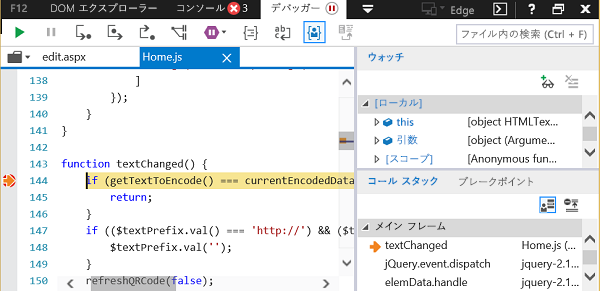 F12 DOM エクスプローラー コンソール 3 デバッガー Edge ?
ファイル内の検索 (Ctrl + F)
edit.aspx Home.js X
138 ]
139 });
140 }
141 }
142
143 function textChanged() {
144 if (getTextToEncode() === currentEncodedData
145 return;
146 }
147 if (($textPrefix.val() === 'http://') && ($t
148 $textPrefix.val('');
149 }
150 refreshQRCode(false);
ウォッチ
[ローカル]
this [object HTMLTex...
引数 [object (Argume...
[スコープ] [Anonymous fun...
コール スタック ブレークポイント
メイン フレーム
textChanged Home.js (...
jQuery.event.dispatch jquery-2.1...
elemData.handle jquery-2.1...